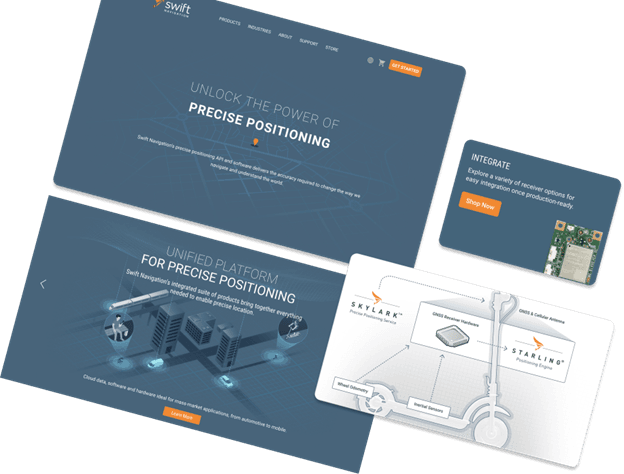 swift
NAVIGATION
PRODUCTS INDUSTRIES ABOUT SUPPORT STORE
GET STARTED
UNLOCK THE POWER OF
PRECISE POSITIONING
Swift Navigation's precise positioning API and software delivers the accuracy required to change the way we
navigate and understand the world.
INTEGRATE
Explore a variety of receiver options for
easy integration once production-ready.
Shop Now
UNIFIED PLATFORM
FOR PRECISE POSITIONING
Swift Navigation's integrated suite of products bring together everything
needed to enable precise location.
Cloud data, software and hardware ideal for mass-market applications, from automotive to mobile
Learn More
SKYLARK™
Precise Positioning Service
GNSS Receiver Hardware
GNSS & Cellular Antenna
STARLING®
Positioning Engine
Wheel Odometry
Inertial Sensors